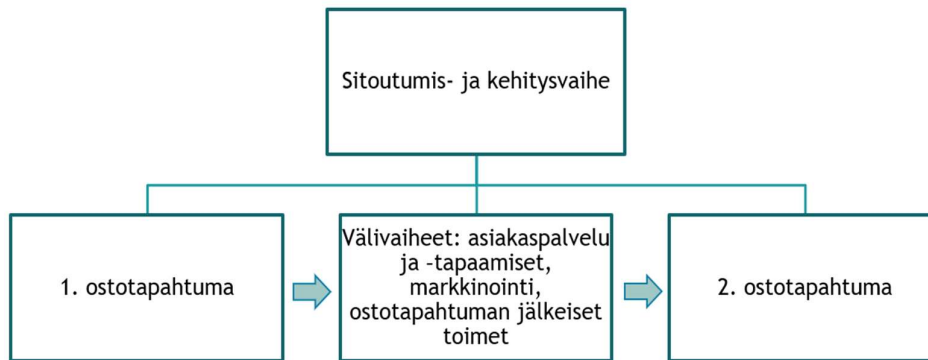 Sitoutumis- ja kehitysvaihe
1. ostotapahtuma
Välivaiheet: asiakaspalvelu
ja -tapaamiset,
markkinointi,
ostotapahtuman jälkeiset
toimet
2. ostotapahtuma